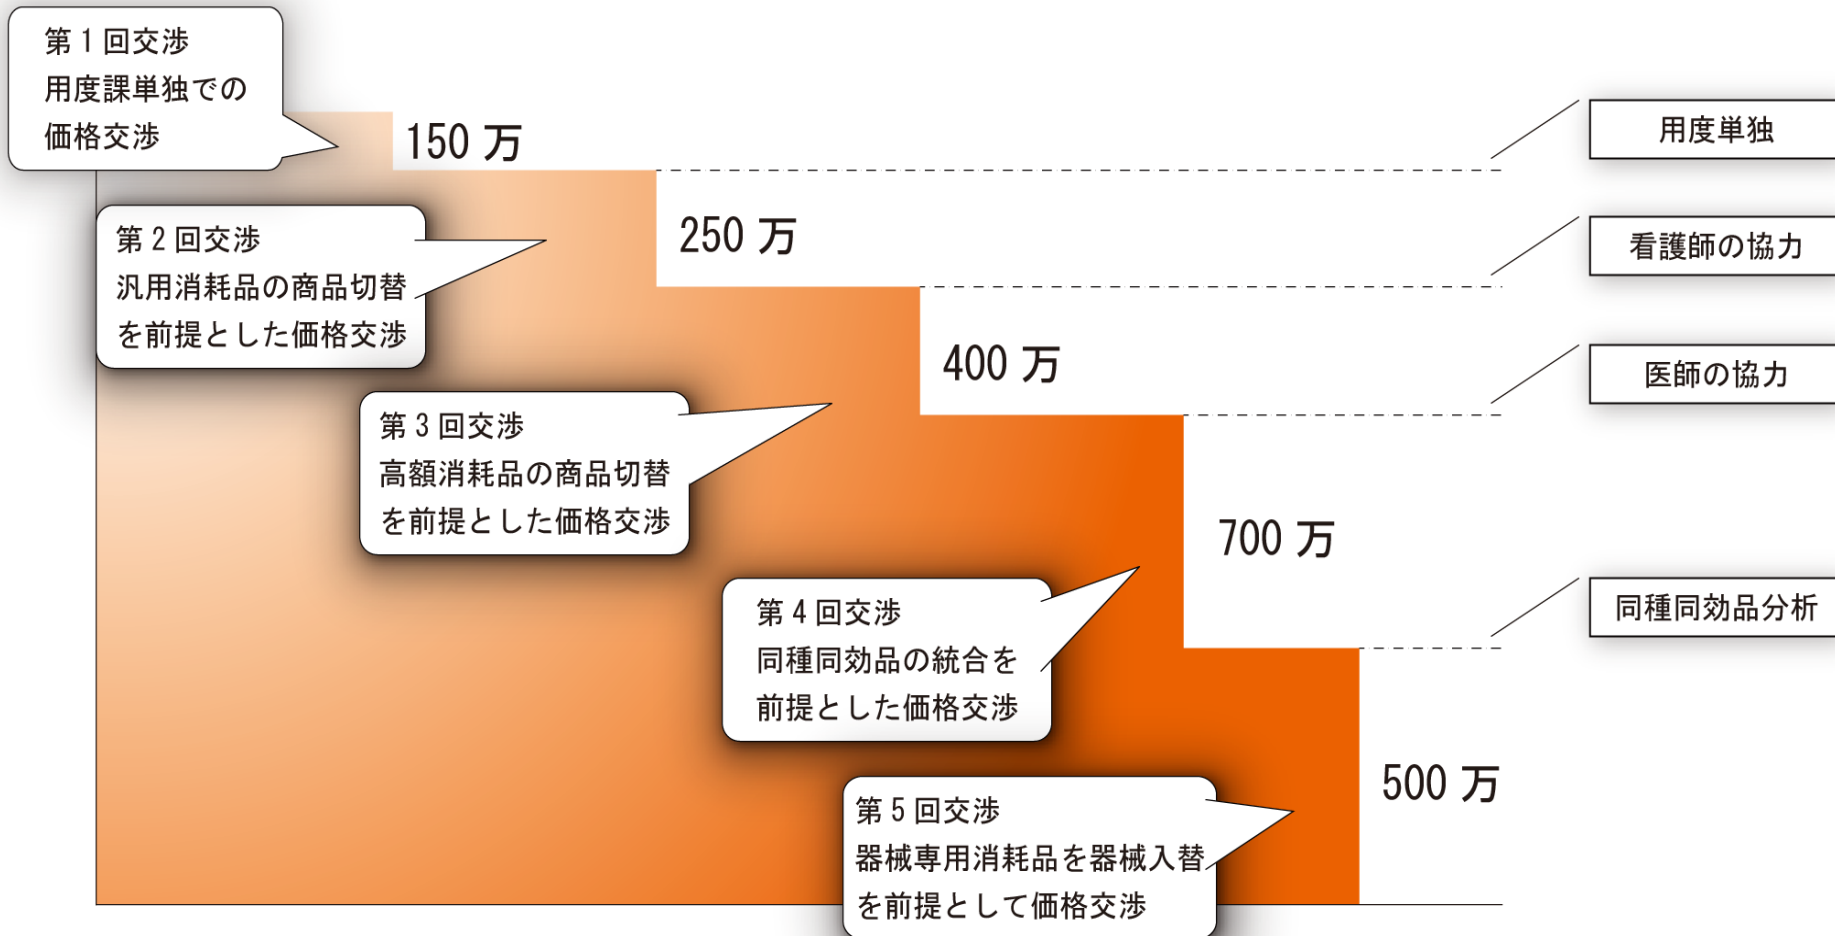 第1回交渉
用度課単独での
価格交渉
150 万
用度単独
第2回交渉
汎用消耗品の商品切替
を前提とした価格交渉
250 万
看護師の協力
第3回交渉
高額消耗品の商品切替
を前提とした価格交渉
400 万
医師の協力
第4回交渉
同種同効品の統合を
前提とした価格交渉
700 万
同種同効品分析
第5回交渉
器械専用消耗品を器械入替
を前提として価格交渉
500 万